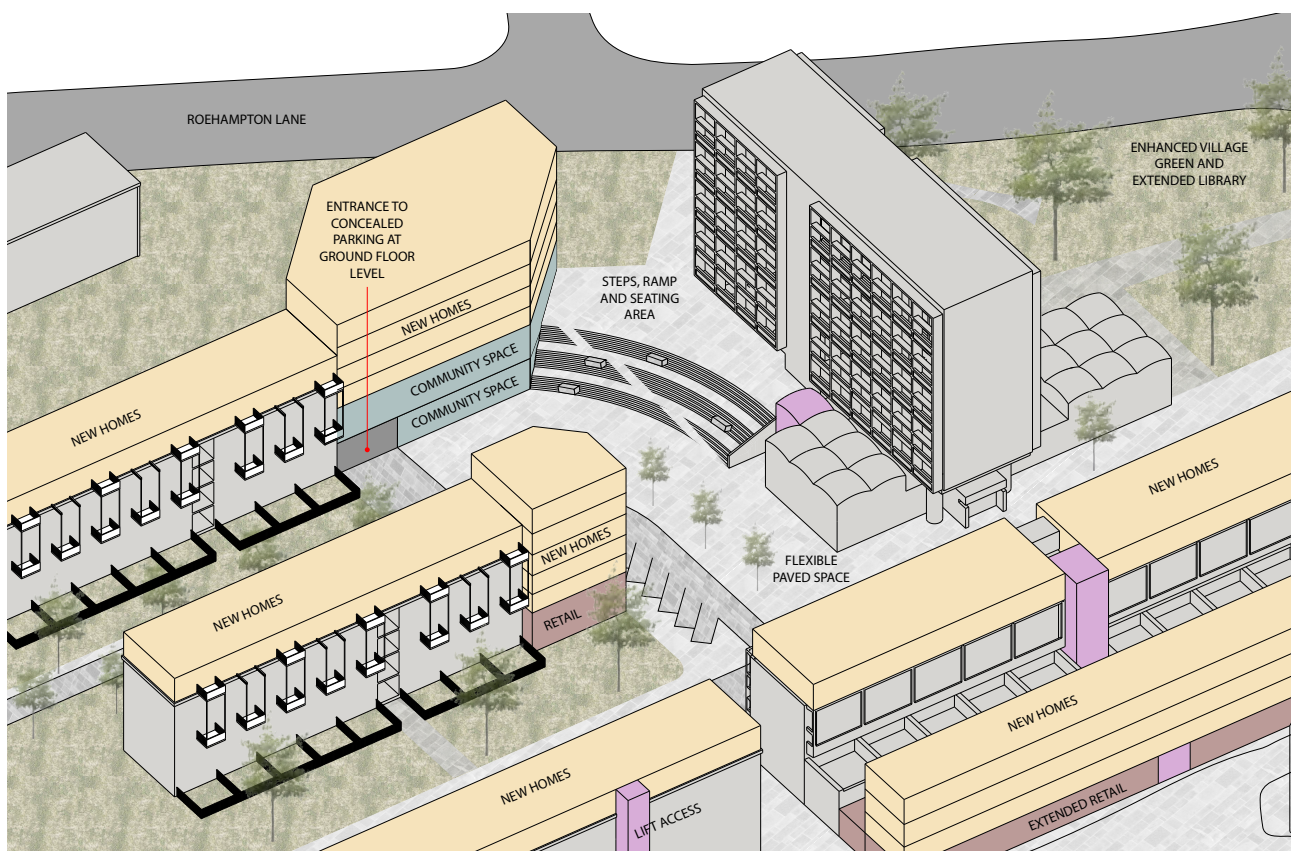 ROEHAMPTON LANE
ENHANCED VILLAGE
GREEN AND
EXTENDED LIBRARY
ENTRANCE TO
CONCEALED
PARKING AT
GROUND FLOOR
LEVEL
STEPS, RAMP
AND SEATING
AREA
NEW HOMES
COMMUNITY SPACE
COMMUNITY SPACE
NEW HOMES
NEW HOMES
NEW HOMES
FLEXIBLE
PAVED SPACE
NEW HOMES
RETAIL
NEW HOMES
NEW HOMES
LIFT ACCESS
EXTENDED RETAIL